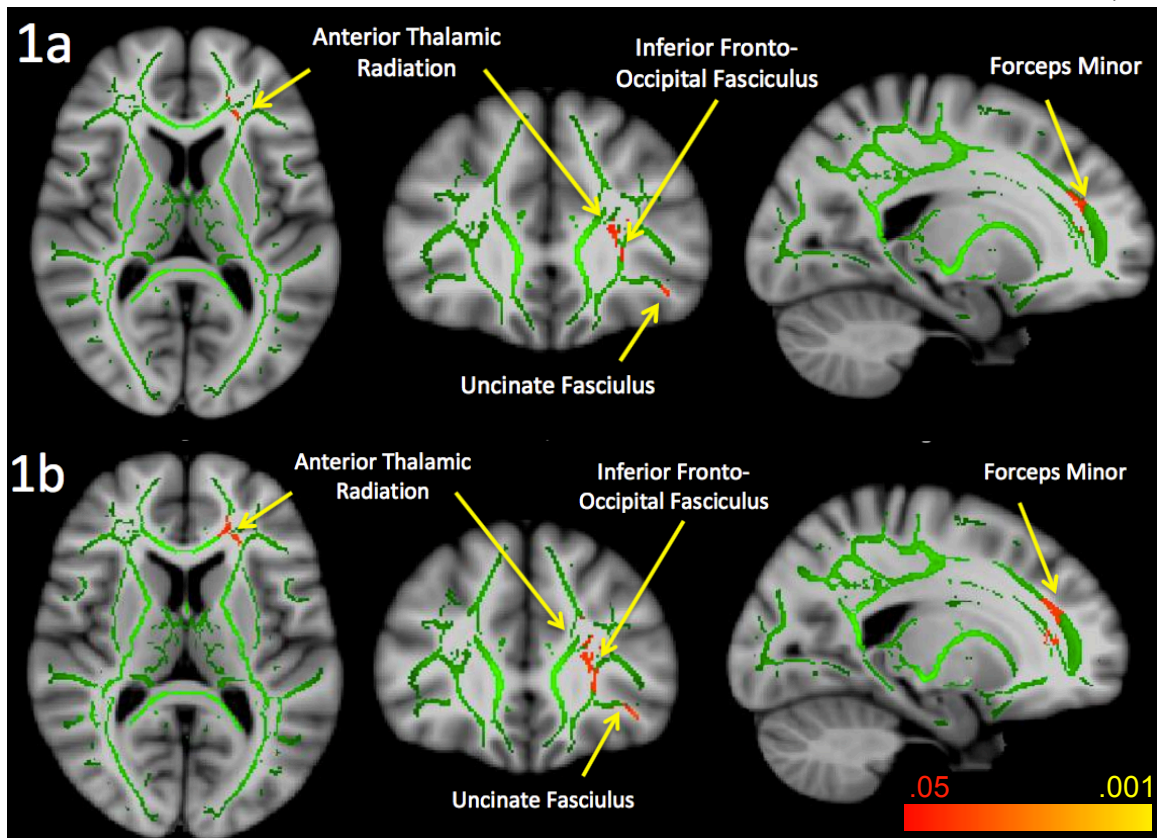 1a
Anterior Thalamic
Radiation
Inferior Fronto-
Occipital Fasciculus
Forceps Minor
Uncinate Fasciulus
1b
Anterior Thalamic
Radiation
Inferior Fronto-
Occipital Fasciculus
Forceps Minor
Uncinate Fasciulus
.05
.001